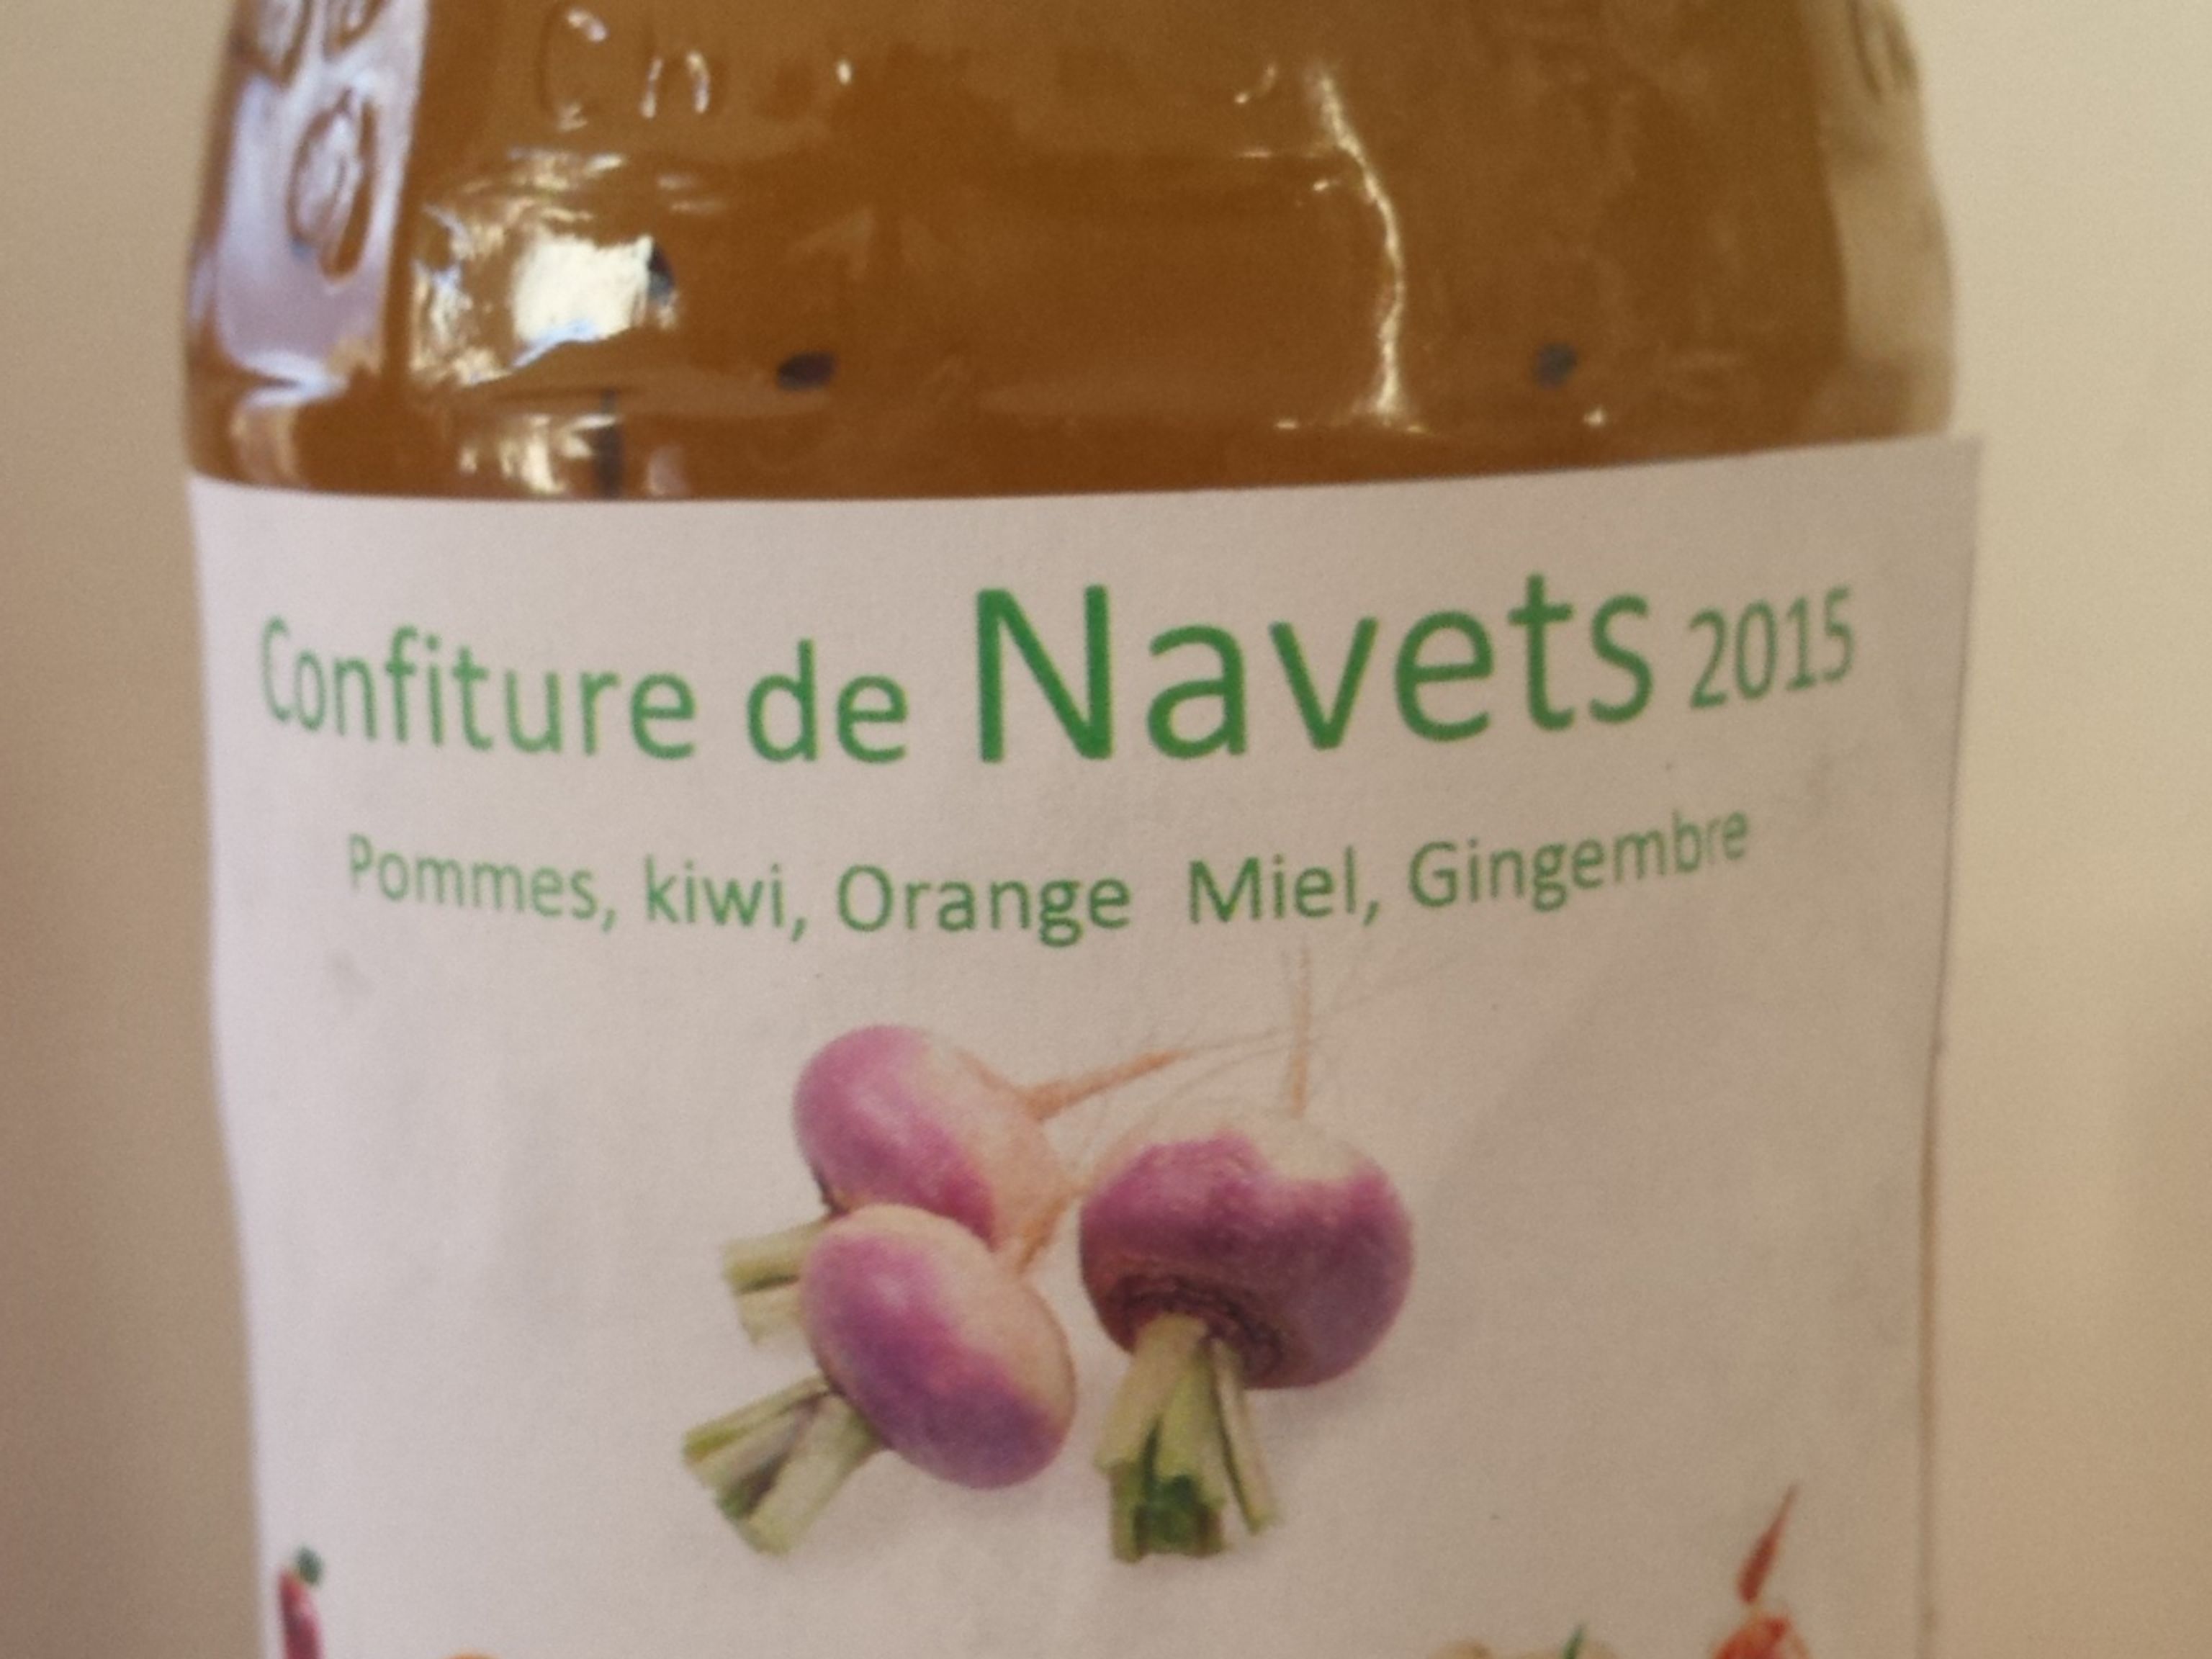 Confiture de Navets 2015
Pommes, kiwi, Orange Miel, Gingembre